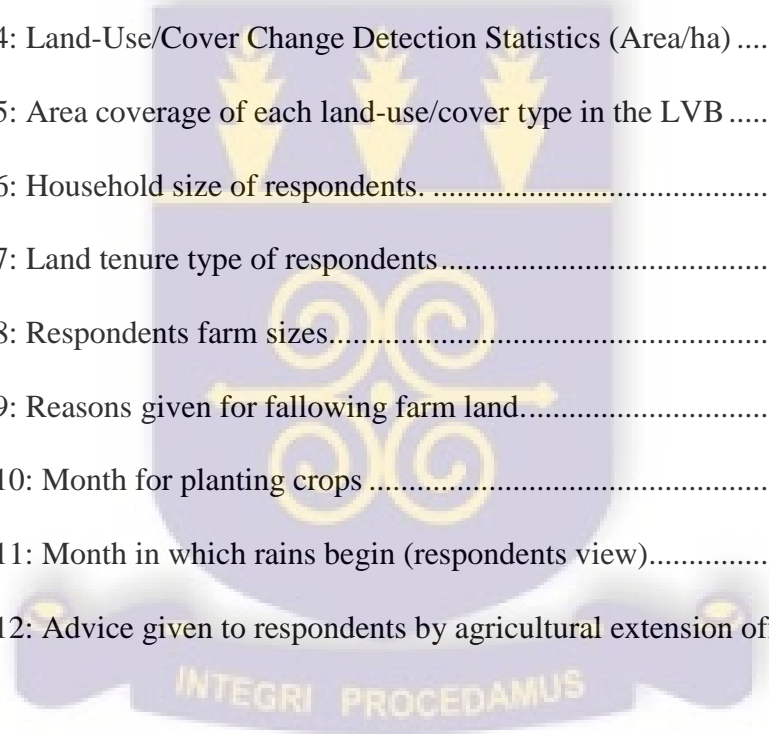 4: Land-Use/Cover Change Detection Statistics (Area/ha) ....
5: Area coverage of each land-use/cover type in the LVB .....
6: Household size of respondents. ................................................
7: Land tenure type of respondents ..............................................
8: Respondents farm sizes ............................................................
9: Reasons given for fallowing farm land. ...................................
10: Month for planting crops .......................................................
11: Month in which rains begin (respondents view) .................
12: Advice given to respondents by agricultural extension
INTEGRI PROCEDAMUS